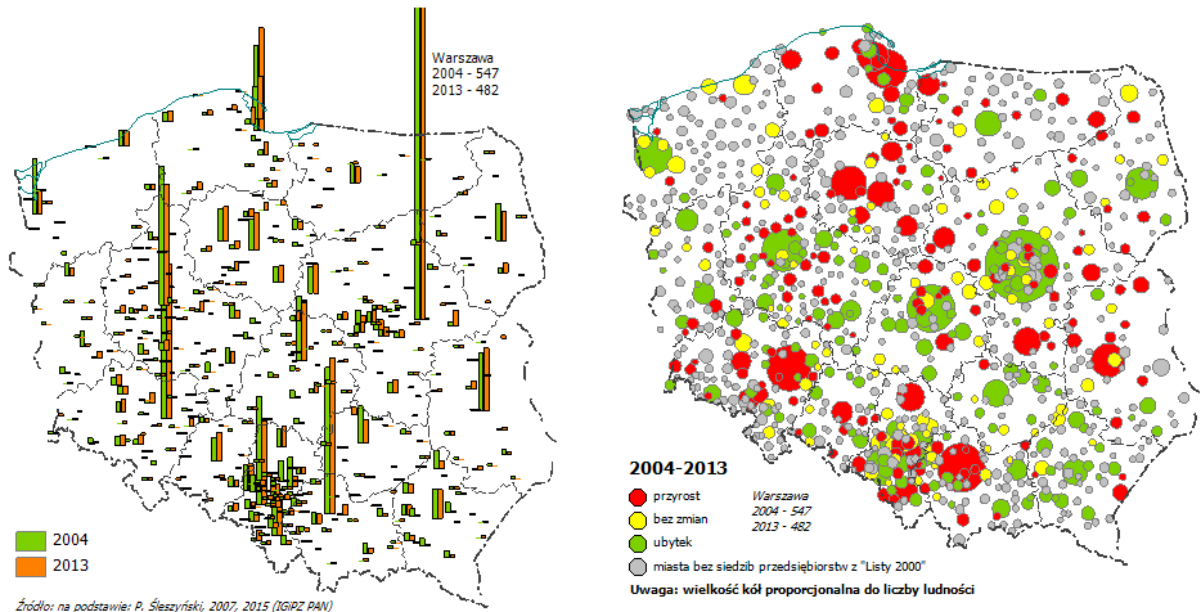 Warszawa
2004 - 547
2013 - 482
2004
2013
Źródło: na podstawie: P. Śleszyński, 2007, 2015 (IGiPZ PAN)
2004-2013
przyrost
bez zmian
ubytek
miasta bez siedzib przedsiębiorstw z "Listy 2000"
Warszawa
2004 - 547
2013 - 482
Uwaga: wielkość kół proporcjonalna do liczby ludności